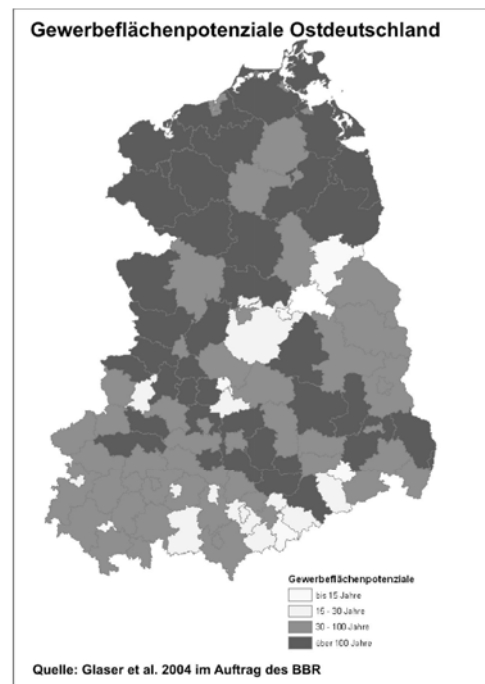 Gewerbeflächenpotenziale Ostdeutschland
Gewerbeflächenpotenziale
bis 15 Jahre
15 - 30 Jahre
30 - 100 Jahre
über 100 Jahre
Quelle: Glaser et al. 2004 im Auftrag des BBR